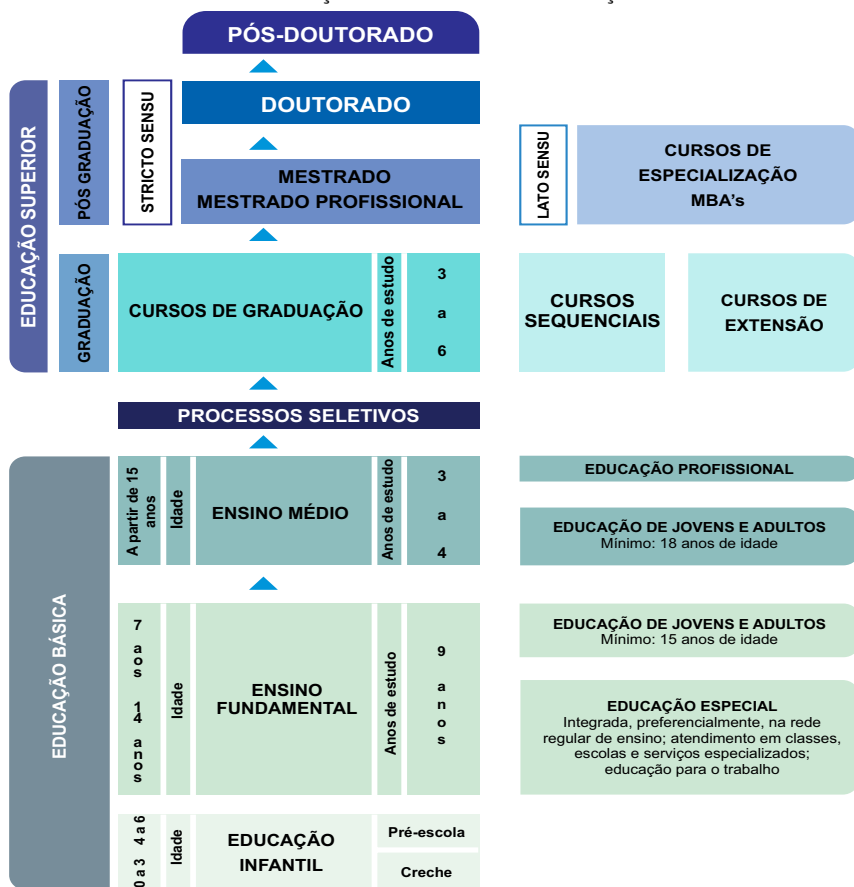 PÓS-DOUTORADO
EDUCAÇÃO SUPERIOR
PÓS GRADUAÇÃO
STRICTO SENSU
DOUTORADO
MESTRADO
MESTRADO PROFISSIONAL
LATO SENSU
CURSOS DE
ESPECIALIZAÇÃO
MBA's
GRADUAÇÃO
CURSOS DE GRADUAÇÃO
Anos de estudo
3
a
6
CURSOS
SEQUENCIAIS
CURSOS DE
EXTENSÃO
PROCESSOS SELETIVOS
EDUCAÇÃO BÁSICA
A partir de 15
anos
Idade
ENSINO MÉDIO
Anos de estudo
3
a
4
EDUCAÇÃO PROFISSIONAL
EDUCAÇÃO DE JOVENS E ADULTOS
Mínimo: 18 anos de idade
7 aos 14 anos
Idade
ENSINO
FUNDAMENTAL
Anos de estudo
9 anos
EDUCAÇÃO DE JOVENS E ADULTOS
Mínimo: 15 anos de idade
EDUCAÇÃO ESPECIAL
Integrada, preferencialmente, na rede
regular de ensino; atendimento em classes,
escolas e serviços especializados;
educação para o trabalho
0 a 3 4 a 6
Idade
EDUCAÇÃO
INFANTIL
Pré-escola
Creche